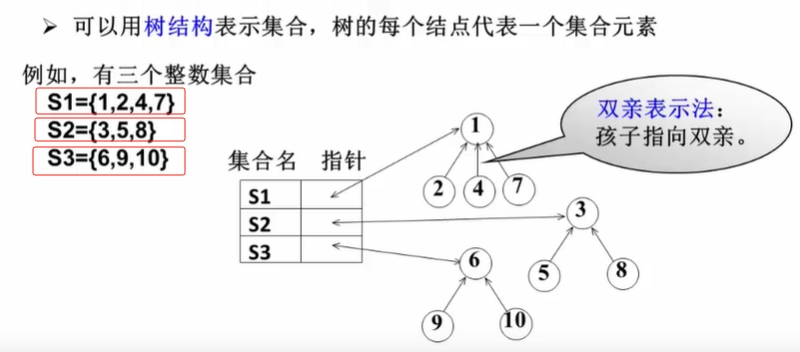 ➢ 可以用树结构表示集合，树的每个结点代表一个集合元素
例如，有三个整数集合
S1={1,2,4,7}
S2={3,5,8}
S3={6,9,10}
双亲表示法：
孩子指向双亲。
集合名 指针
S1
S2
S3
1
2 4 7
3
5 8
6
9 10